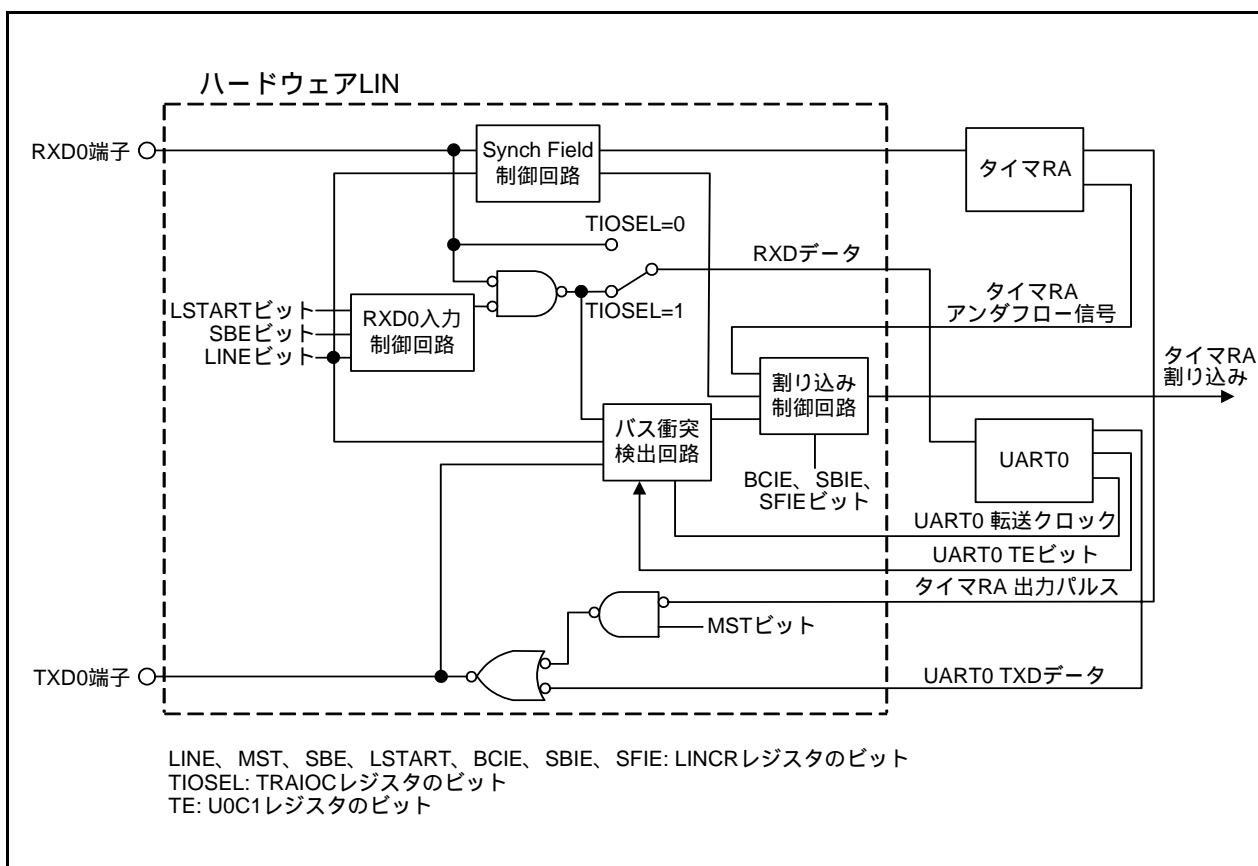 ハードウェアLIN
RXD0端子
Synch Field
制御回路
タイマRA
TIOSEL=0
RXDデータ
TIOSEL=1
LSTARTビット
SBEビット
LINEビット
RXD0入力
制御回路
タイマRA
アンダフロー信号
タイマRA
割り込み
割り込み
制御回路
バス衝突
検出回路
UART0
BCIE、SBIE、
SFIEビット
UART0 転送クロック
UART0 TEビット
タイマRA 出力パルス
MSTビット
TXD0端子
UART0 TXDデータ
LINE、MST、SBE、LSTART、BCIE、SBIE、SFIE: LINCRレジスタのビット
TIOSEL: TRAIOCレジスタのビット
TE: U0C1レジスタのビット